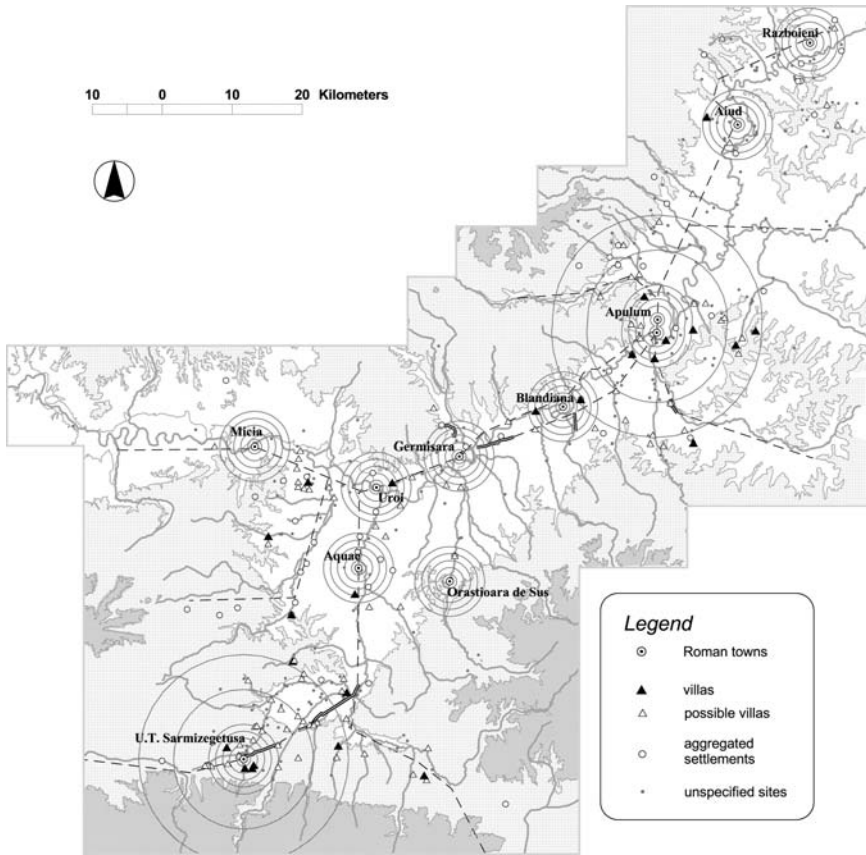 Razboieni
10 0 10 20 Kilometers
Aiud
Apulum
Blandiana
Micia
Germisara
Uroi
Aquae
Orastioara de Sus
U.T. Sarmizegetusa
Legend
Roman towns
villas
possible villas
aggregated
settlements
unspecified sites